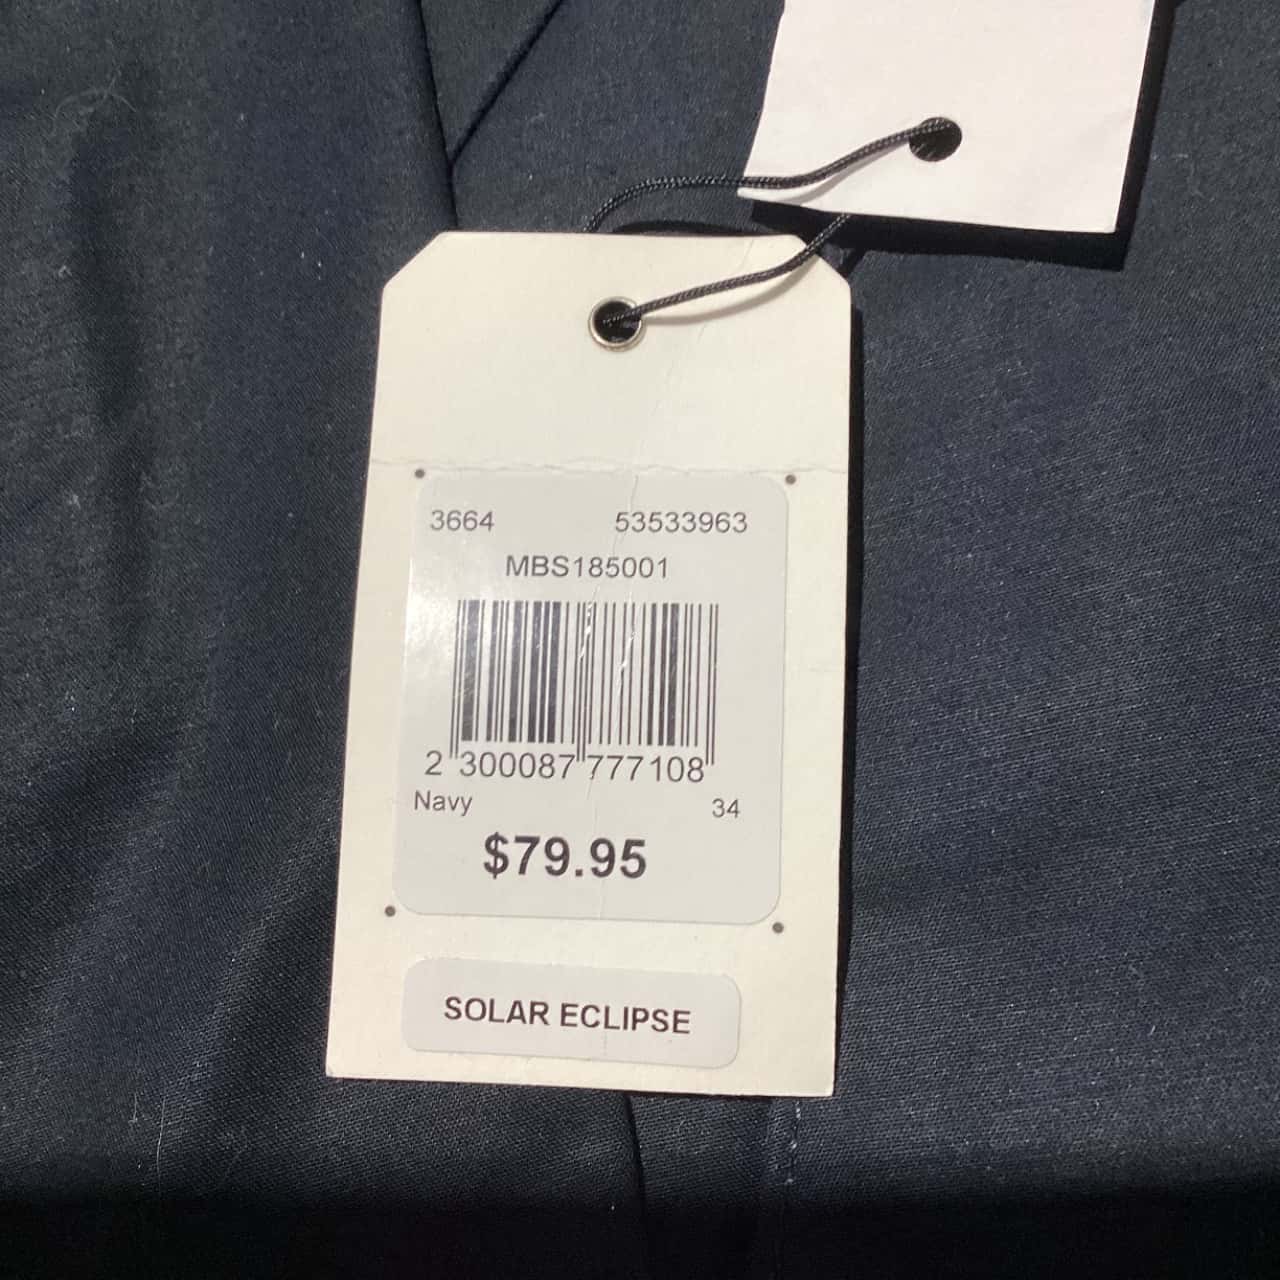 3664 53533963
MBS185001
2 300087 777108
Navy 34
$79.95
SOLAR ECLIPSE